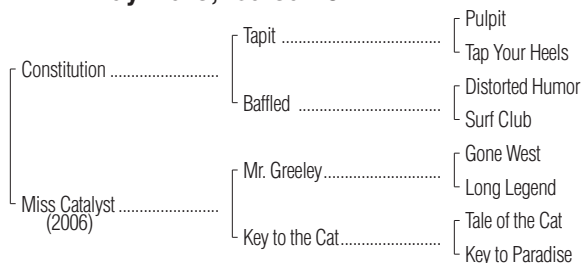 Pulpit
Tapit ........................................
Tap Your Heels
Constitution ...........................
Distorted Humor
Baffled ....................................
Surf Club
Gone West
Mr. Greeley.............................
Long Legend
Miss Catalyst .........................
(2006)
Tale of the Cat
Key to the Cat.........................
Key to Paradise